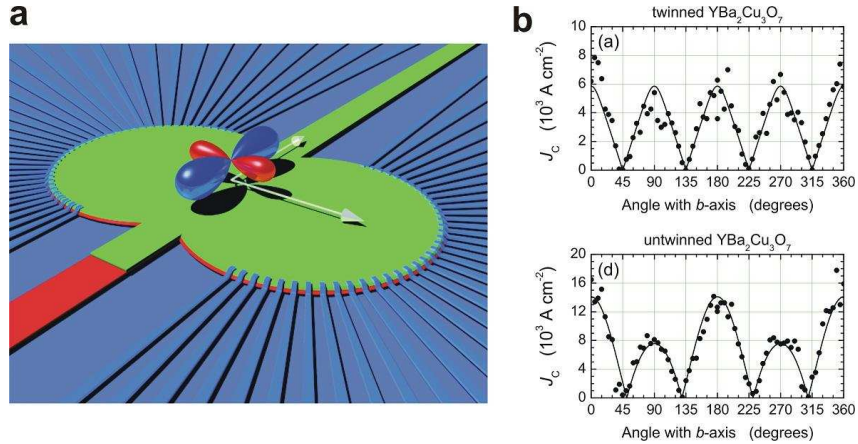 a
b
twinned YBa₂Cu₃O₇
(a)
J_C (10³ A cm⁻²)
10
8
6
4
2
0
0 45 90 135 180 225 270 315 360
Angle with b-axis (degrees)
untwinned YBa₂Cu₃O₇
(d)
J_C (10³ A cm⁻²)
20
16
12
8
4
0
0 45 90 135 180 225 270 315 360
Angle with b-axis (degrees)